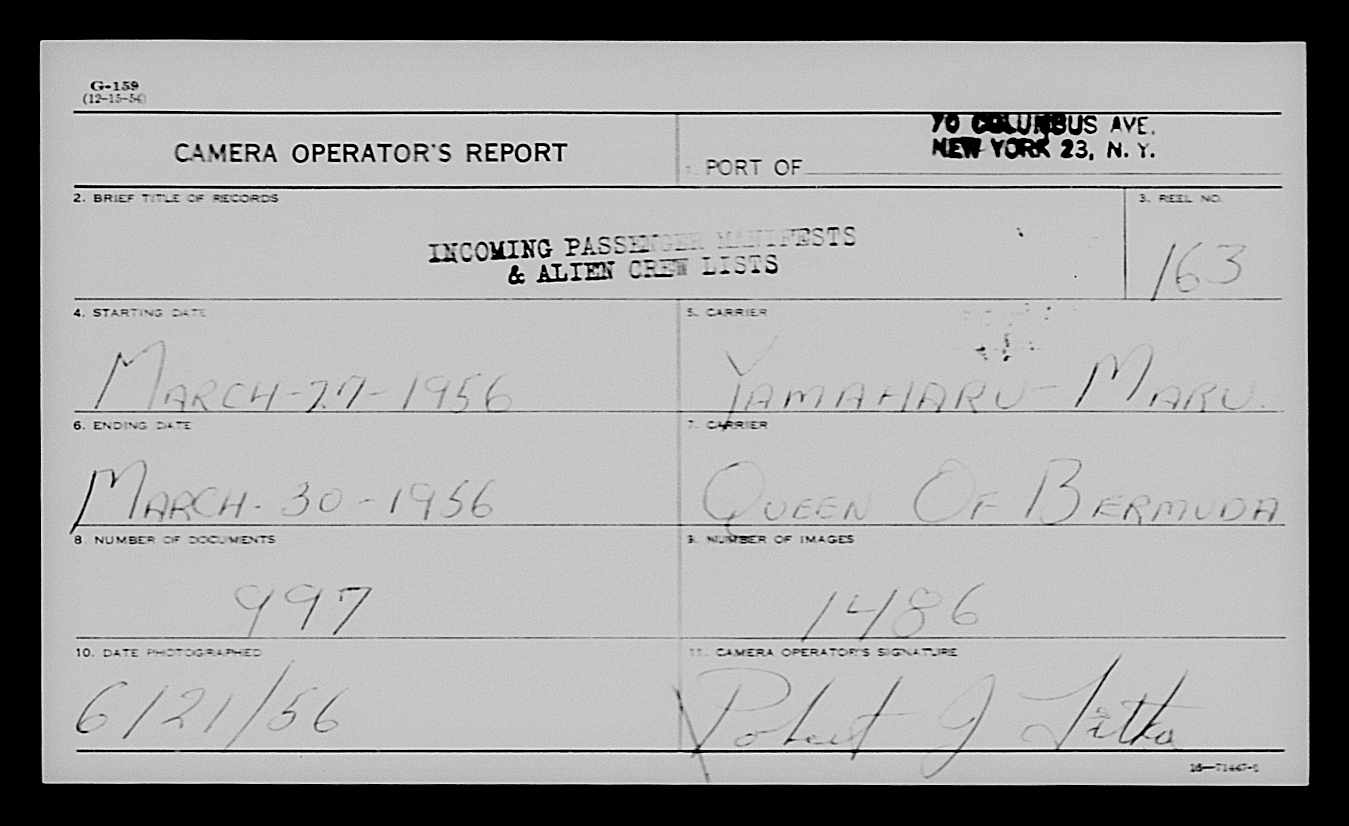 G-159
(12-15-54)
CAMERA OPERATOR'S REPORT
1. PORT OF
70 COLUMBUS AVE.
NEW YORK 23, N. Y.
2. BRIEF TITLE OF RECORDS
INCOMING PASSENGER MANIFESTS
& ALIEN CREW LISTS
3. REEL NO.
163
4. STARTING DATE
MARCH-27-1956
5. CARRIER
YAMAHARU-MARU.
6. ENDING DATE
MARCH-30-1956
7. CARRIER
QUEEN OF BERMUDA
8. NUMBER OF DOCUMENTS
997
9. NUMBER OF IMAGES
1486
10. DATE PHOTOGRAPHED
6/21/56
11. CAMERA OPERATOR'S SIGNATURE
Robert J
16—71447-1